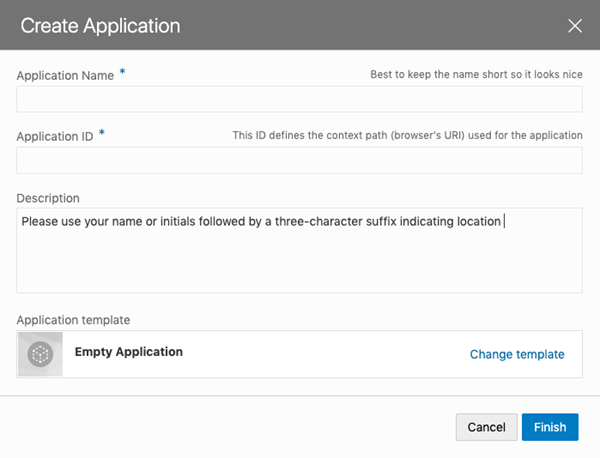 Create Application
Application Name *
Best to keep the name short so it looks nice
Application ID *
This ID defines the context path (browser's URI) used for the application
Description
Please use your name or initials followed by a three-character suffix indicating location
Application template
Empty Application
Change template
Cancel
Finish